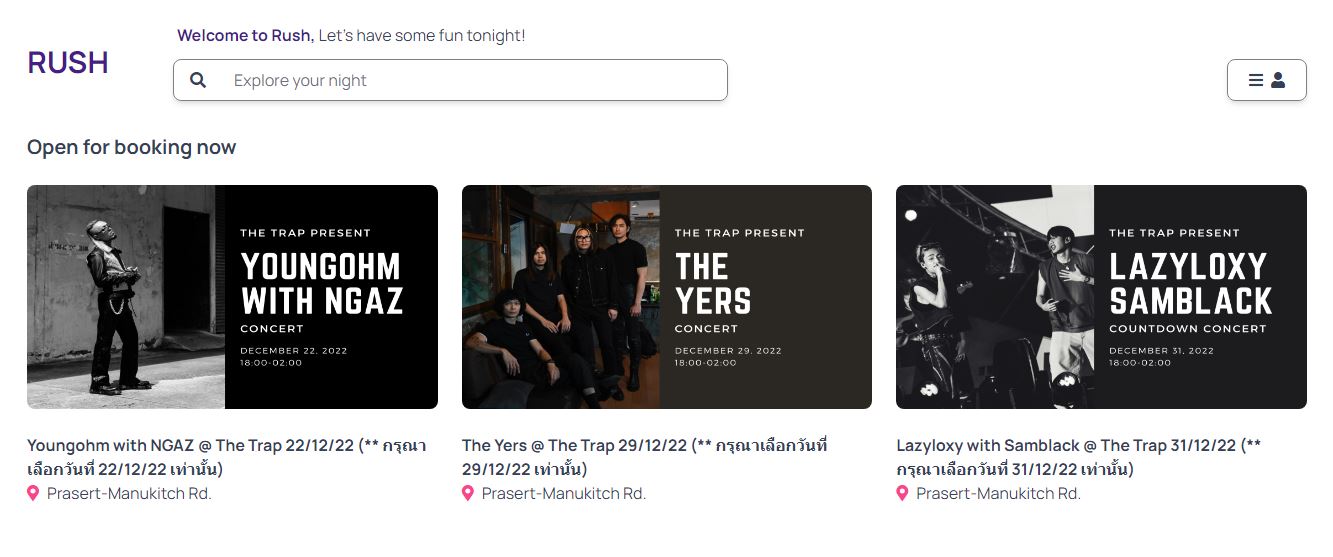 Welcome to Rush, Let's have some fun tonight!
RUSH
Explore your night
Open for booking now
THE TRAP PRESENT
YOUNGOHM
WITH NGAZ
CONCERT
DECEMBER 22, 2022
18:00-02:00
THE TRAP PRESENT
THE
YERS
CONCERT
DECEMBER 29, 2022
18:00-02:00
THE TRAP PRESENT
LAZYLOXY
SAMBLACK
COUNTDOWN CONCERT
DECEMBER 31, 2022
18:00-02:00
Youngohm with NGAZ @ The Trap 22/12/22 (** กรุณา
เลือกวันที่ 22/12/22 เท่านั้น)
Prasert-Manukitch Rd.
The Yers @ The Trap 29/12/22 (** กรุณาเลือกวันที่
29/12/22 เท่านั้น)
Prasert-Manukitch Rd.
Lazyloxy with Samblack @ The Trap 31/12/22 (**
กรุณาเลือกวันที่ 31/12/22 เท่านั้น)
Prasert-Manukitch Rd.